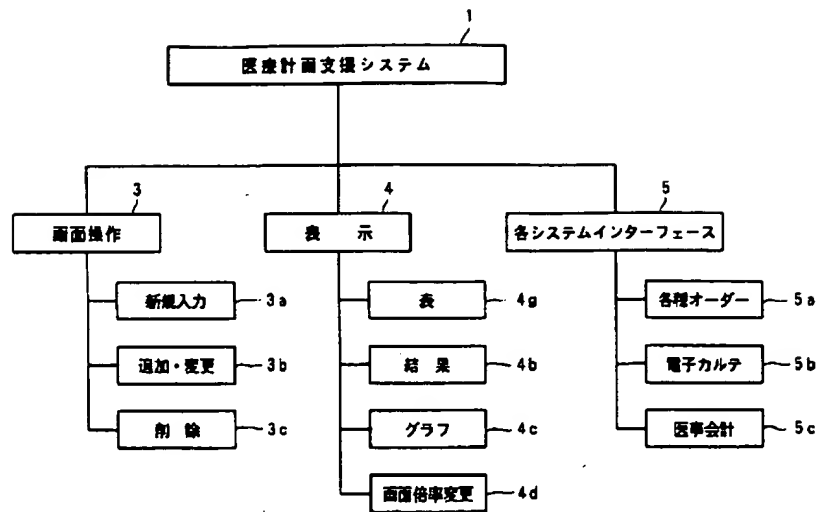 1
医療計画支援システム
3
4
5
画面操作
表 示
各システムインターフェース
新規入力 3a
表 4g
各種オーダー 5a
追加・変更 3b
結 果 4b
電子カルテ 5b
削 除 3c
グラフ 4c
医事会計 5c
画面倍率変更 4d